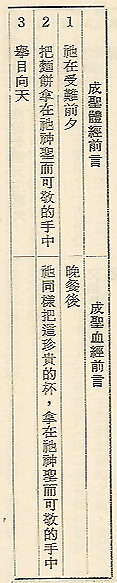 成聖體經前言
成聖血經前言
1 祂在受難前夕
晚餐後
2 把麵餅拿在祂神聖而可敬的手中
祂同樣把這珍貴的杯，拿在祂神聖而可敬的手中
3 舉目向天